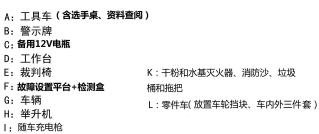 A：工具车（含选手桌、资料查阅）
B：警示牌
C：备用12V电瓶
D：工作台
E：裁判椅
F：故障设置平台+检测盒
G：车辆
H：举升机
I：随车充电枪
K：干粉和水基灭火器、消防沙、垃圾
桶和拖把
L：零件车（放置车轮挡块、车内外三件套）